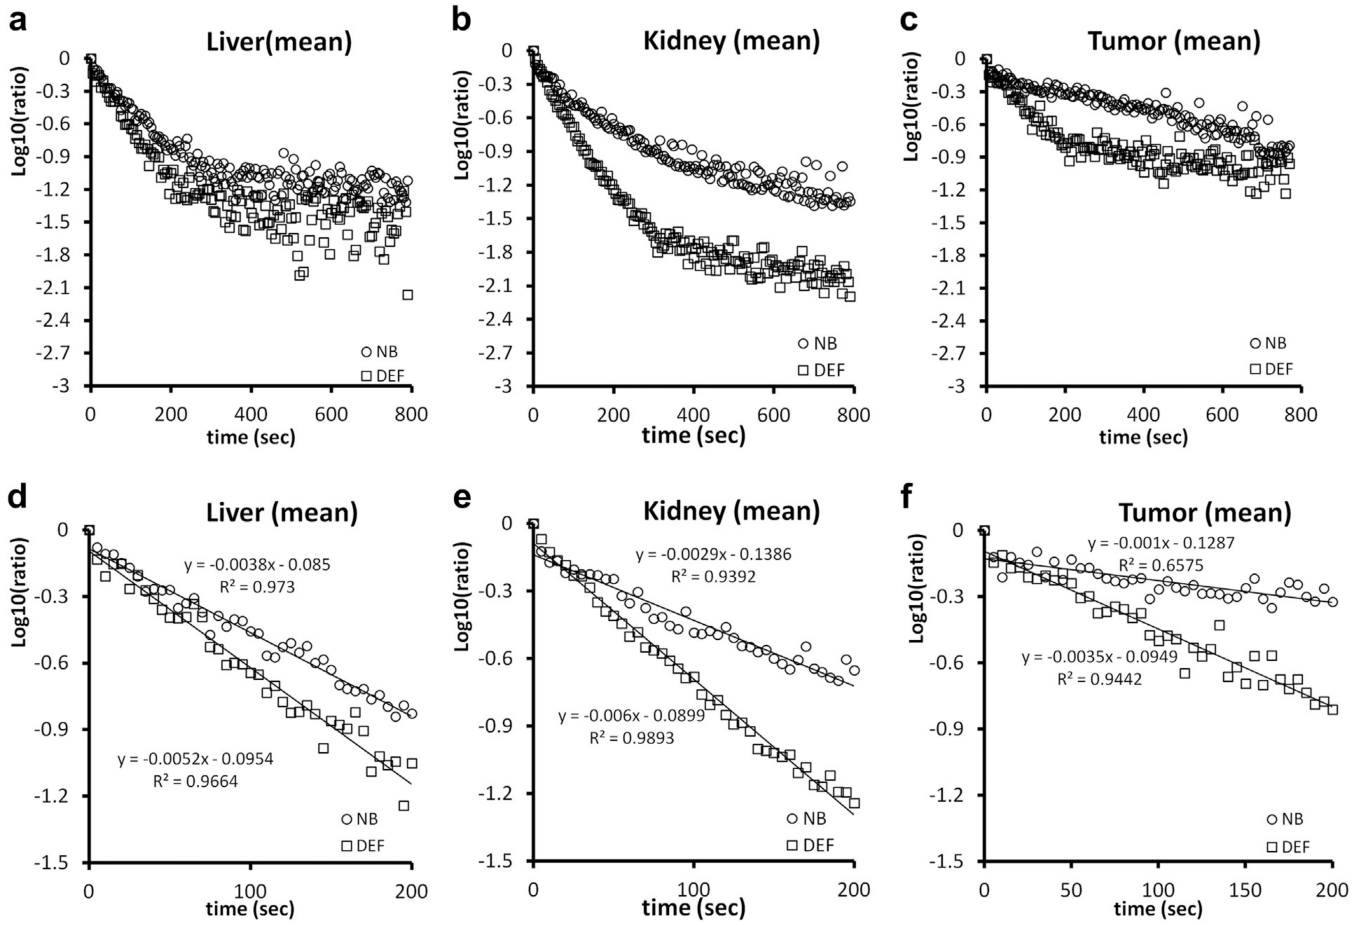 a
Liver(mean)
Log10(ratio)
0
-0.3
-0.6
-0.9
-1.2
-1.5
-1.8
-2.1
-2.4
-2.7
-3
NB
DEF
0 200 400 600 800
time (sec)
b
Kidney (mean)
Log10(ratio)
0
-0.3
-0.6
-0.9
-1.2
-1.5
-1.8
-2.1
-2.4
-2.7
-3
NB
DEF
0 200 400 600 800
time (sec)
c
Tumor (mean)
Log10(ratio)
0
-0.3
-0.6
-0.9
-1.2
-1.5
-1.8
-2.1
-2.4
-2.7
-3
NB
DEF
0 200 400 600 800
time (sec)
d
Liver (mean)
Log10(ratio)
0
-0.3
-0.6
-0.9
-1.2
-1.5
y = -0.0038x - 0.085
R² = 0.973
y = -0.0052x - 0.0954
R² = 0.9664
NB
DEF
0 100 200
time (sec)
e
Kidney (mean)
Log10(ratio)
0
-0.3
-0.6
-0.9
-1.2
-1.5
y = -0.0029x - 0.1386
R² = 0.9392
y = -0.006x - 0.0899
R² = 0.9893
NB
DEF
0 100 200
time (sec)
f
Tumor (mean)
Log10(ratio)
0
-0.3
-0.6
-0.9
-1.2
-1.5
y = -0.001x - 0.1287
R² = 0.6575
y = -0.0035x - 0.0949
R² = 0.9442
NB
DEF
0 50 100 150 200
time (sec)